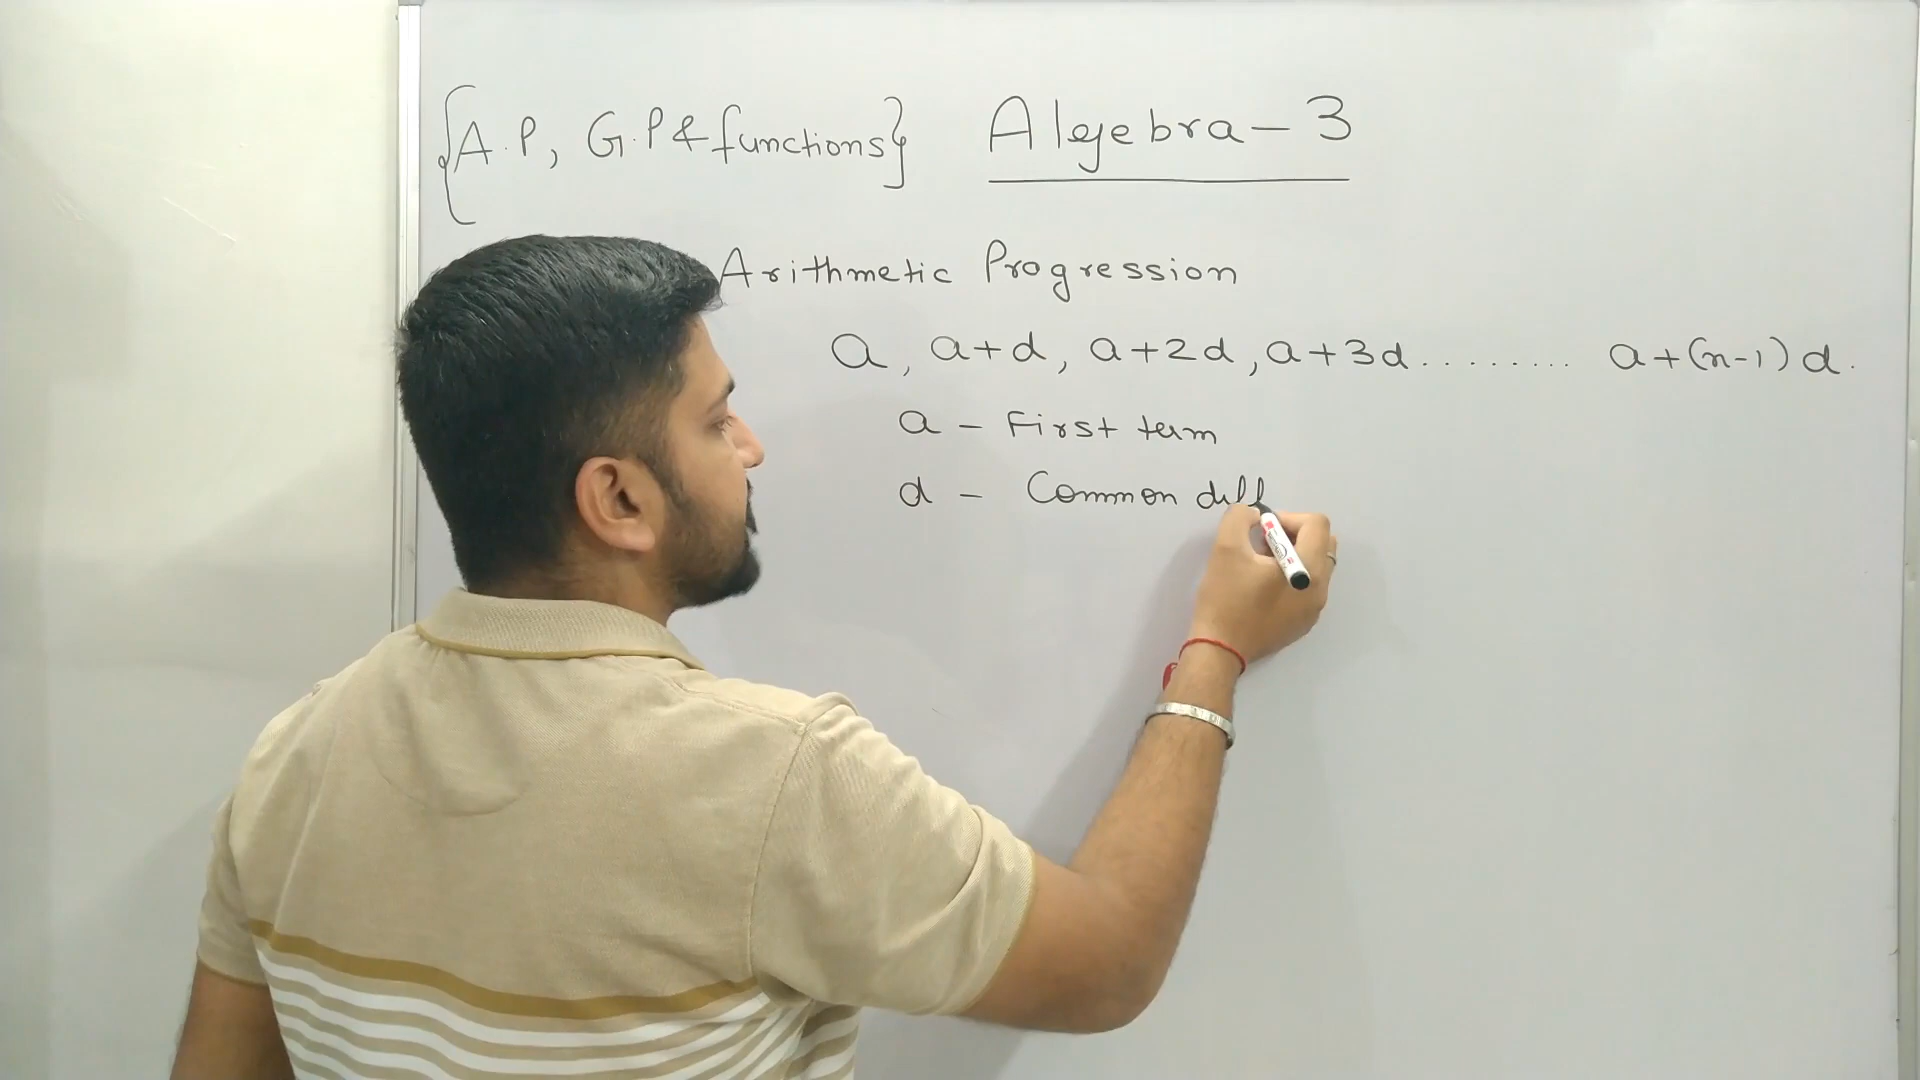 {A.P, G.P & functions} Algebra-3
Arithmetic Progression
a, a+d, a+2d, a+3d......... a+(n-1)d.
a - First term
d - Common diff